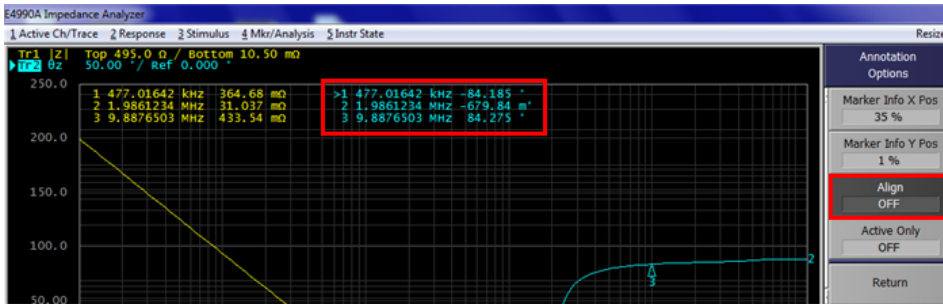 E4990A Impedance Analyzer
1 Active Ch/Trace 2 Response 3 Stimulus 4 Mkr/Analysis 5 Instr State Resize
Tr1 |Z| Top 495.0 Ω / Bottom 10.50 mΩ
Tr2 θz 50.00 °/ Ref 0.000 °
250.0
1 477.01642 kHz 364.68 mΩ
2 1.9861234 MHz 31.037 mΩ
3 9.8876503 MHz 433.54 mΩ
>1 477.01642 kHz -84.185 °
2 1.9861234 MHz -679.84 m°
3 9.8876503 MHz 84.275 °
200.0
150.0
100.0
50.00
2
3
Annotation
Options
Marker Info X Pos
35 %
Marker Info Y Pos
1 %
Align
OFF
Active Only
OFF
Return